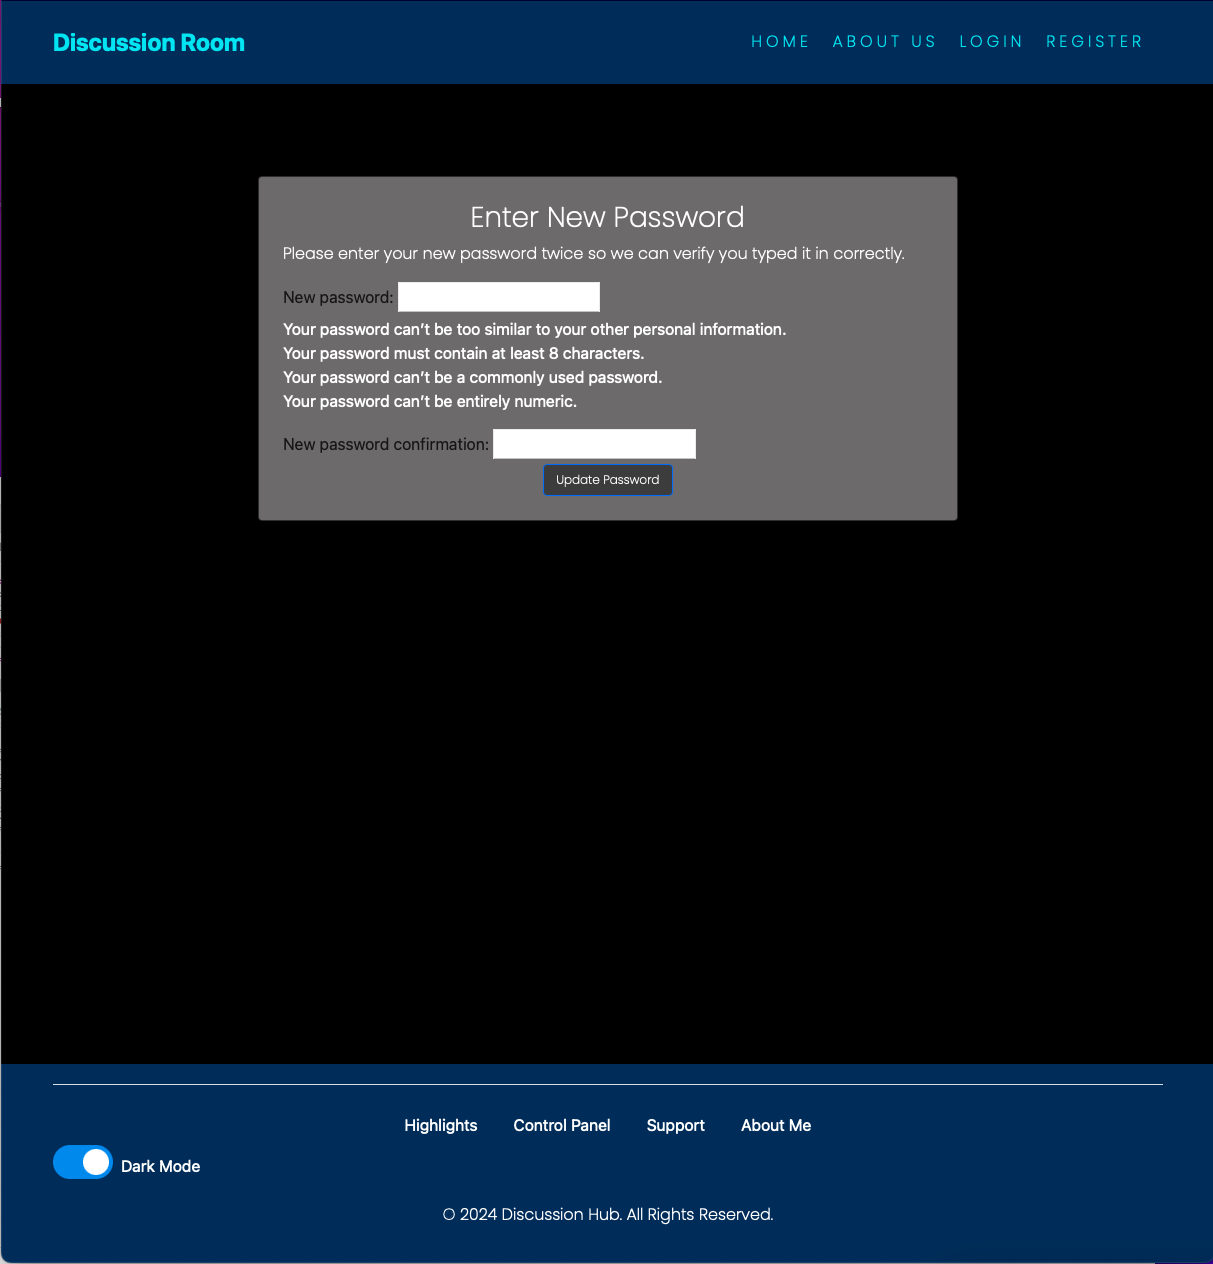 Discussion Room
HOME ABOUT US LOGIN REGISTER
Enter New Password
Please enter your new password twice so we can verify you typed it in correctly.
New password:
Your password can’t be too similar to your other personal information.
Your password must contain at least 8 characters.
Your password can’t be a commonly used password.
Your password can’t be entirely numeric.
New password confirmation:
Update Password
Highlights Control Panel Support About Me
Dark Mode
© 2024 Discussion Hub. All Rights Reserved.